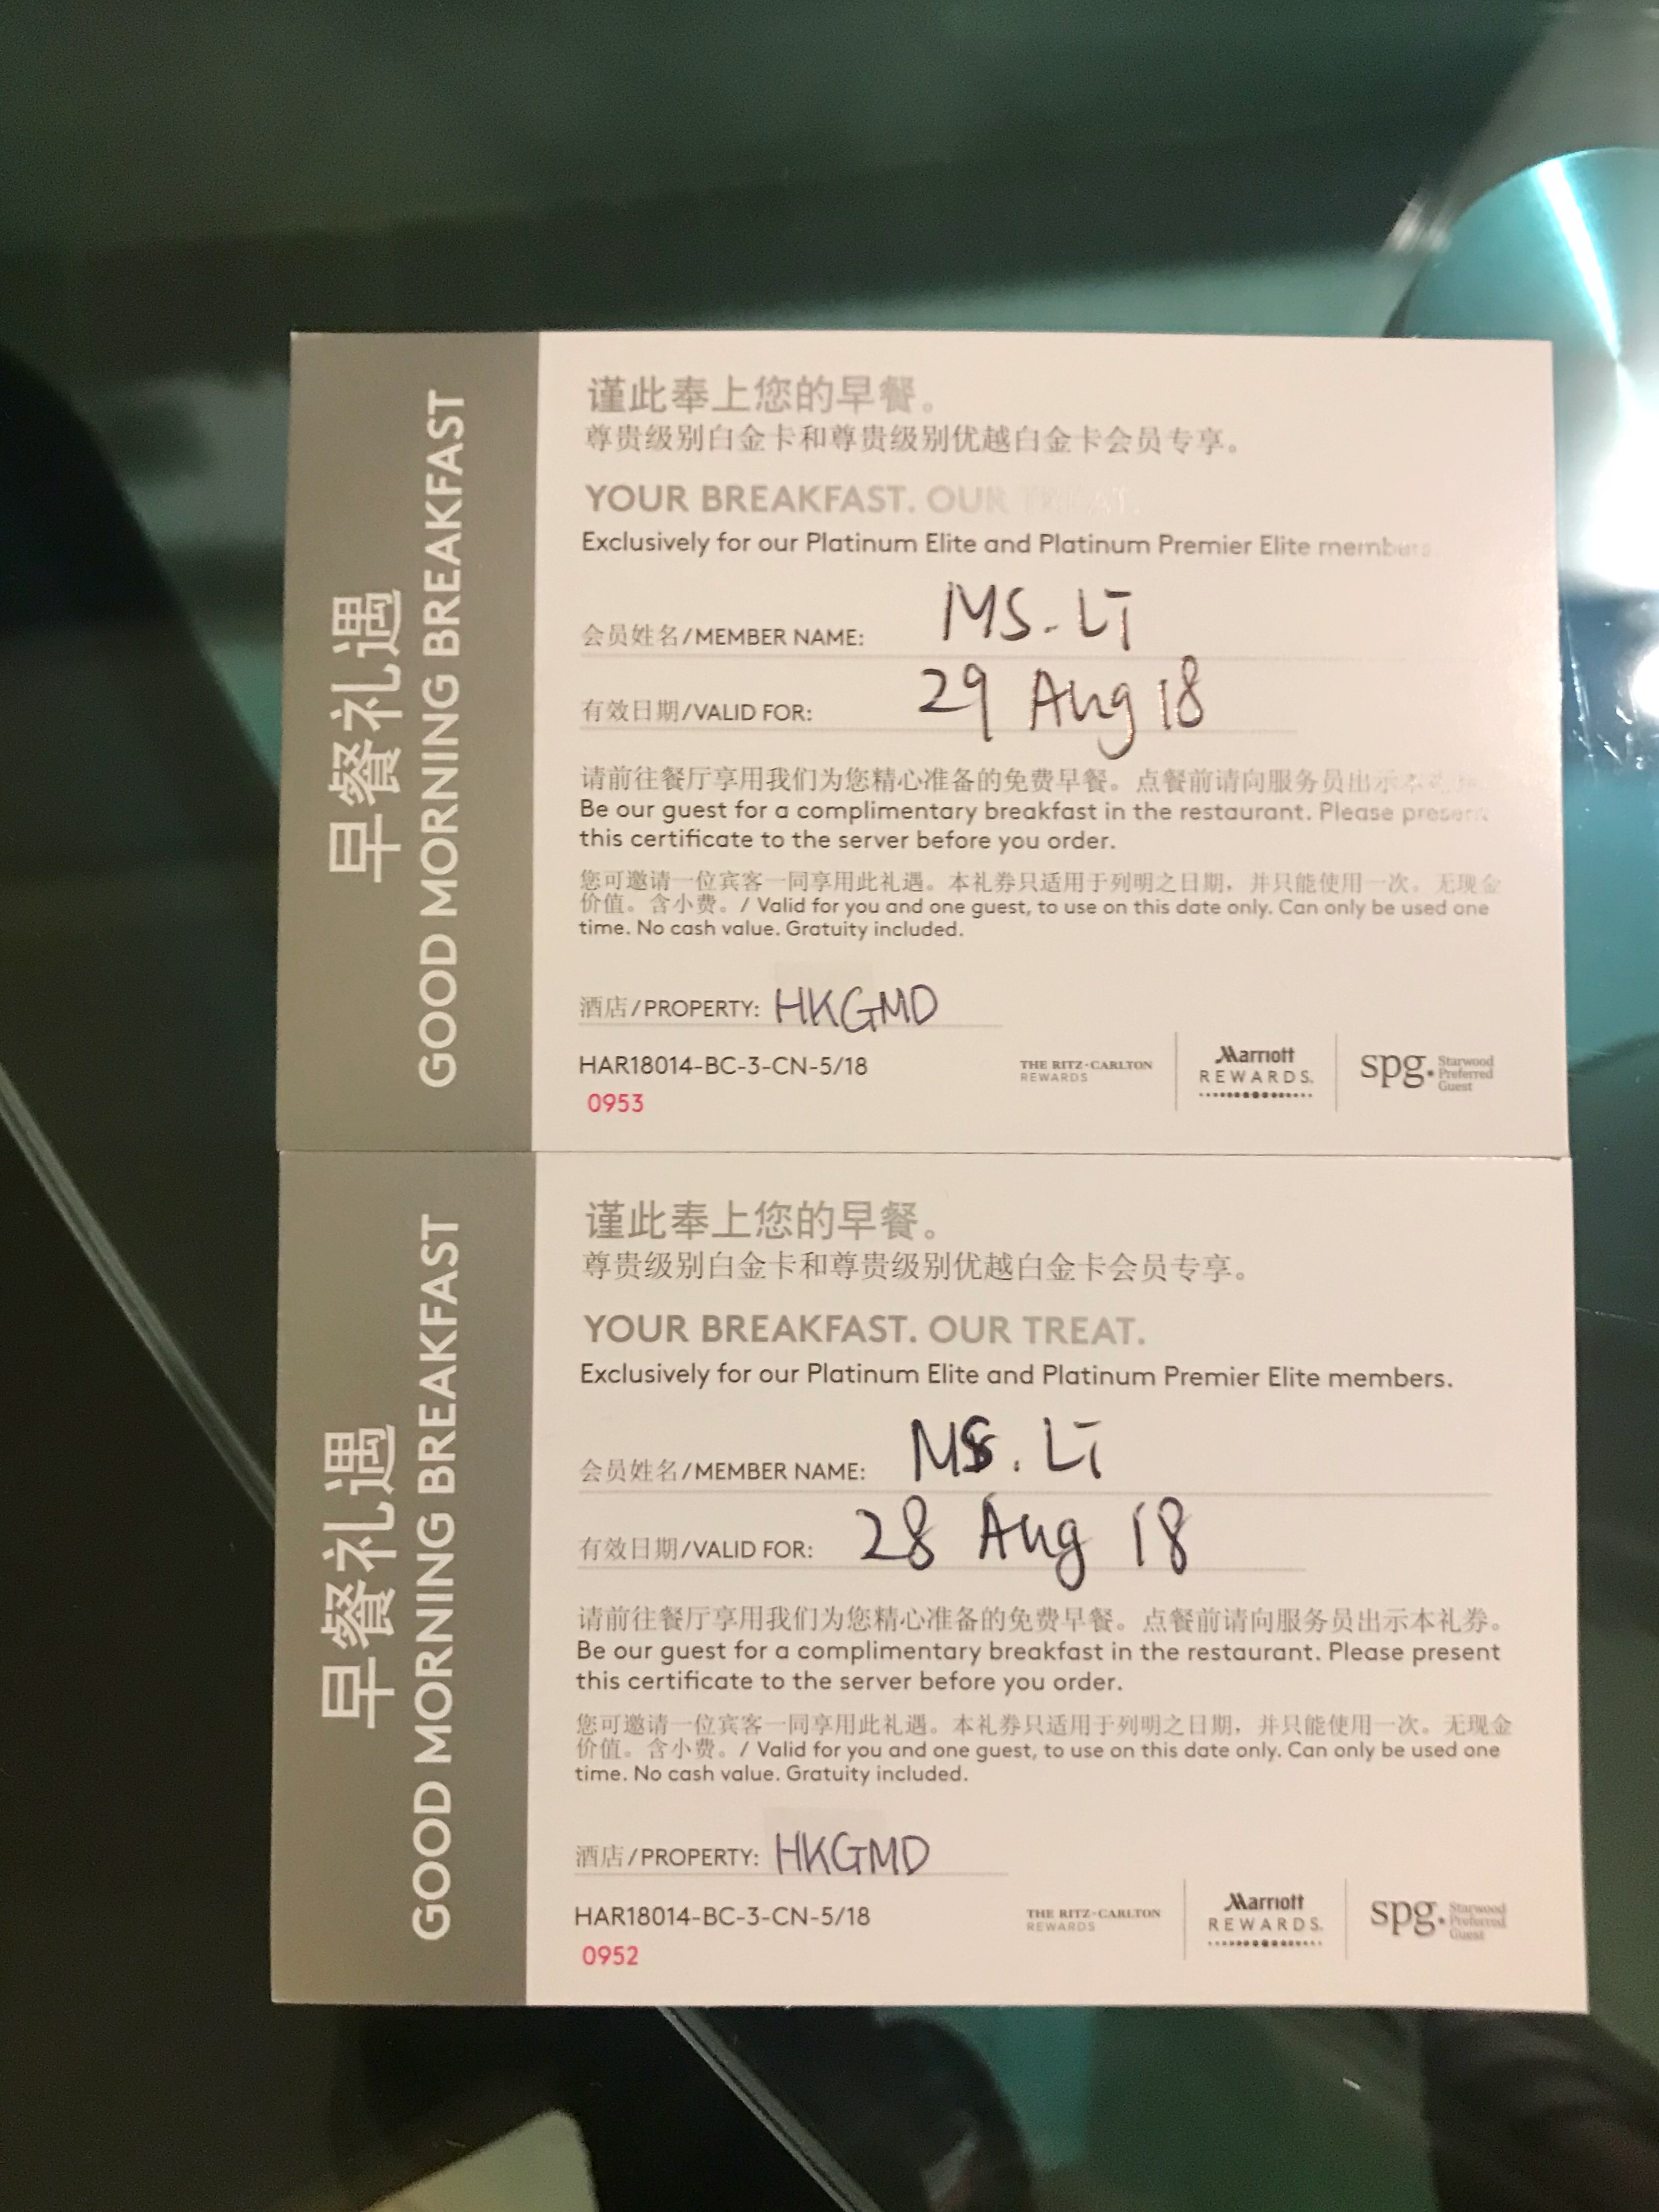 早餐礼遇
GOOD MORNING BREAKFAST
谨此奉上您的早餐。
尊贵级别白金卡和尊贵级别优越白金卡会员专享。
YOUR BREAKFAST. OUR TREAT.
Exclusively for our Platinum Elite and Platinum Premier Elite members.
会员姓名/MEMBER NAME: MS. Li
有效日期/VALID FOR: 29 Aug 18
请前往餐厅享用我们为您精心准备的免费早餐。点餐前请向服务员出示本礼券。
Be our guest for a complimentary breakfast in the restaurant. Please present
this certificate to the server before you order.
您可邀请一位宾客一同享用此礼遇。本礼券只适用于列明之日期，并只能使用一次。无现金
价值。含小费。/ Valid for you and one guest, to use on this date only. Can only be used one
time. No cash value. Gratuity included.
酒店/PROPERTY: HKGMD
HAR18014-BC-3-CN-5/18
0953
THE RITZ-CARLTON
REWARDS
Marriott
REWARDS.
spg. Starwood
Preferred
Guest
早餐礼遇
GOOD MORNING BREAKFAST
谨此奉上您的早餐。
尊贵级别白金卡和尊贵级别优越白金卡会员专享。
YOUR BREAKFAST. OUR TREAT.
Exclusively for our Platinum Elite and Platinum Premier Elite members.
会员姓名/MEMBER NAME: MS. Li
有效日期/VALID FOR: 28 Aug 18
请前往餐厅享用我们为您精心准备的免费早餐。点餐前请向服务员出示本礼券。
Be our guest for a complimentary breakfast in the restaurant. Please present
this certificate to the server before you order.
您可邀请一位宾客一同享用此礼遇。本礼券只适用于列明之日期，并只能使用一次。无现金
价值。含小费。/ Valid for you and one guest, to use on this date only. Can only be used one
time. No cash value. Gratuity included.
酒店/PROPERTY: HKGMD
HAR18014-BC-3-CN-5/18
0952
THE RITZ-CARLTON
REWARDS
Marriott
REWARDS.
spg. Starwood
Preferred
Guest